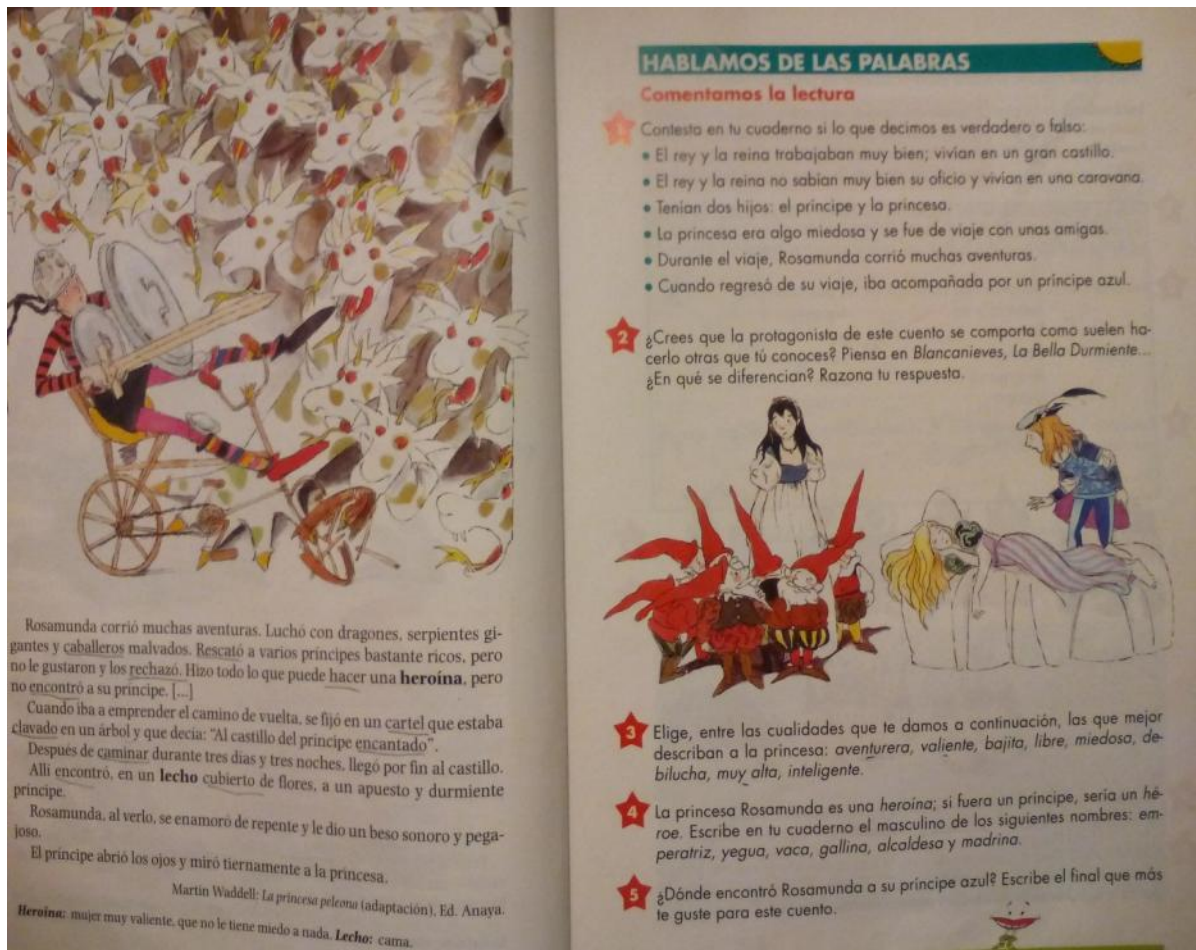 Rosamunda corrió muchas aventuras. Luchó con dragones, serpientes gi-
gantes y caballeros malvados. Rescató a varios príncipes bastante ricos, pero
no le gustaron y los rechazó. Hizo todo lo que puede hacer una heroína, pero
no encontró a su príncipe. [...]
Cuando iba a emprender el camino de vuelta, se fijó en un cartel que estaba
clavado en un árbol y que decía: “Al castillo del príncipe encantado”.
Después de caminar durante tres días y tres noches, llegó por fin al castillo.
Allí encontró, en un lecho cubierto de flores, a un apuesto y durmiente
príncipe.
Rosamunda, al verlo, se enamoró de repente y le dio un beso sonoro y pega-
joso.
El príncipe abrió los ojos y miró tiernamente a la princesa.
Martin Waddell: La princesa peleona (adaptación), Ed. Anaya.
Heroína: mujer muy valiente, que no le tiene miedo a nada. Lecho: cama.
HABLAMOS DE LAS PALABRAS
Comentamos la lectura
1 Contesta en tu cuaderno si lo que decimos es verdadero o falso:
• El rey y la reina trabajaban muy bien; vivían en un gran castillo.
• El rey y la reina no sabían muy bien su oficio y vivían en una caravana.
• Tenían dos hijos: el príncipe y la princesa.
• La princesa era algo miedosa y se fue de viaje con unas amigas.
• Durante el viaje, Rosamunda corrió muchas aventuras.
• Cuando regresó de su viaje, iba acompañada por un príncipe azul.
2 ¿Crees que la protagonista de este cuento se comporta como suelen ha-
cerlo otras que tú conoces? Piensa en Blancanieves, La Bella Durmiente...
¿En qué se diferencian? Razona tu respuesta.
3 Elige, entre las cualidades que te damos a continuación, las que mejor
describan a la princesa: aventurera, valiente, bajita, libre, miedosa, de-
bilucha, muy alta, inteligente.
4 La princesa Rosamunda es una heroína; si fuera un príncipe, sería un hé-
roe. Escribe en tu cuaderno el masculino de los siguientes nombres: em-
peratriz, yegua, vaca, gallina, alcaldesa y madrina.
5 ¿Dónde encontró Rosamunda a su príncipe azul? Escribe el final que más
te guste para este cuento.